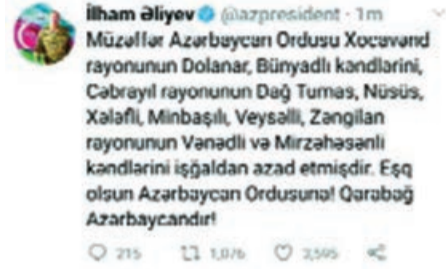 İlham Əliyev @azpresident · 1m
Müzəffər Azərbaycan Ordusu Xocavənd
rayonunun Dolanar, Bünyadlı kəndlərini,
Cəbrayıl rayonunun Dağ Tumas, Nüsüs,
Xələfli, Minbaşılı, Veysəlli, Zəngilan
rayonunun Vənədli və Mirzəhəsənli
kəndlərini işğaldan azad etmişdir. Eşq
olsun Azərbaycan Ordusuna! Qarabağ
Azərbaycandır!
215 1,076 3,595